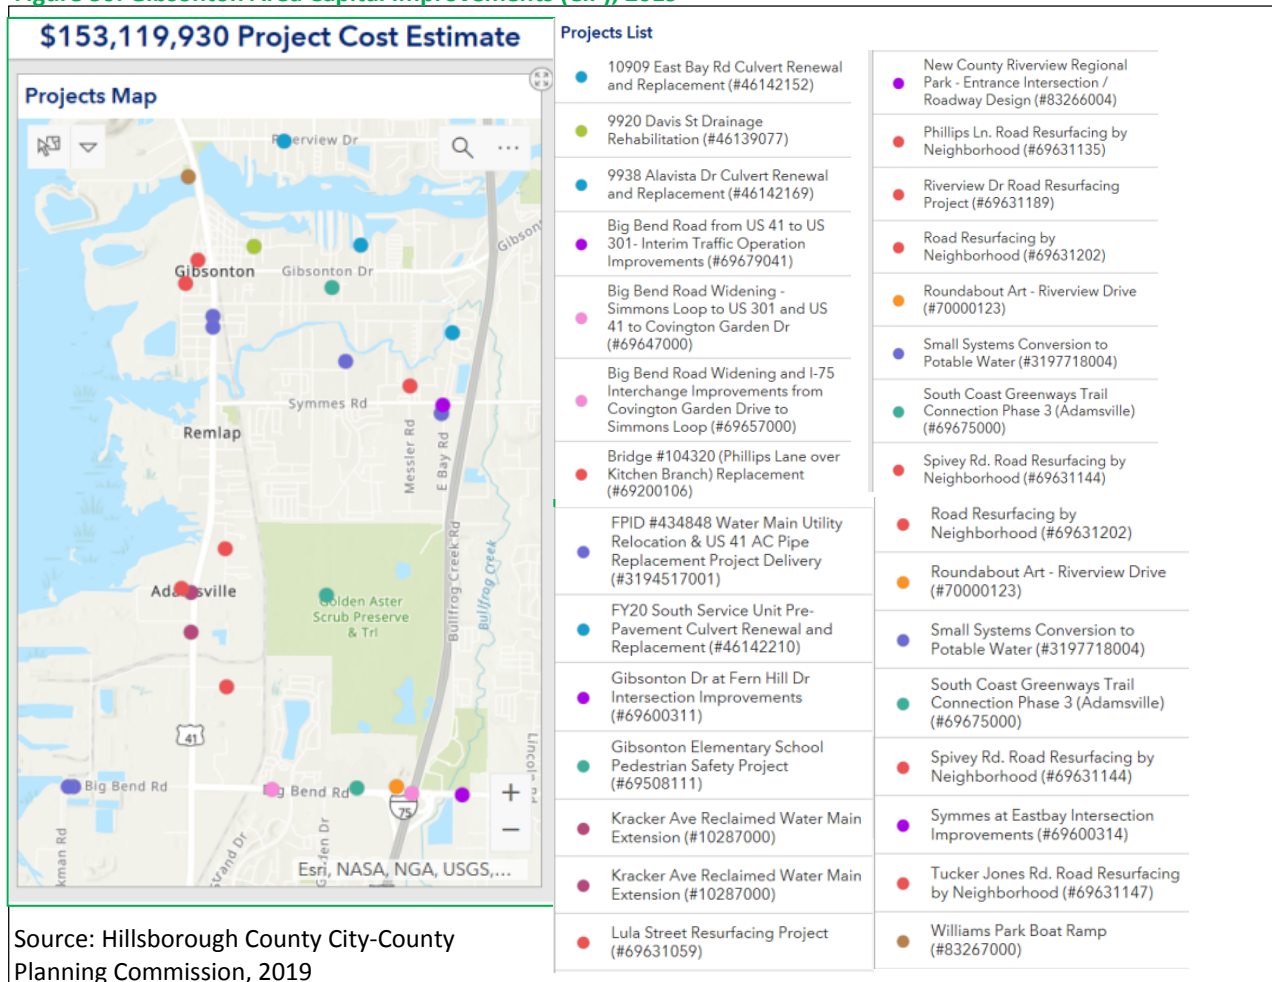 $153,119,930 Project Cost Estimate
Projects Map
Riverview Dr
Gibsonton
Gibsonton Dr
Symmes Rd
Remlap
Messler Rd
E Bay Rd
Bullfrog Creek Rd
Bullfrog Creek
Adamsville
Golden Aster
Scrub Preserve
& Trl
41
Big Bend Rd
Big Bend Rd
75
kman Rd
strand Dr
Esri, NASA, NGA, USGS,...
Source: Hillsborough County City-County
Planning Commission, 2019
Projects List
10909 East Bay Rd Culvert Renewal
and Replacement (#46142152)
9920 Davis St Drainage
Rehabilitation (#46139077)
9938 Alavista Dr Culvert Renewal
and Replacement (#46142169)
Big Bend Road from US 41 to US
301- Interim Traffic Operation
Improvements (#69679041)
Big Bend Road Widening -
Simmons Loop to US 301 and US
41 to Covington Garden Dr
(#69647000)
Big Bend Road Widening and I-75
Interchange Improvements from
Covington Garden Drive to
Simmons Loop (#69657000)
Bridge #104320 (Phillips Lane over
Kitchen Branch) Replacement
(#69200106)
FPID #434848 Water Main Utility
Relocation & US 41 AC Pipe
Replacement Project Delivery
(#3194517001)
FY20 South Service Unit Pre-
Pavement Culvert Renewal and
Replacement (#46142210)
Gibsonton Dr at Fern Hill Dr
Intersection Improvements
(#69600311)
Gibsonton Elementary School
Pedestrian Safety Project
(#69508111)
Kracker Ave Reclaimed Water Main
Extension (#10287000)
Kracker Ave Reclaimed Water Main
Extension (#10287000)
Lula Street Resurfacing Project
(#69631059)
New County Riverview Regional
Park - Entrance Intersection /
Roadway Design (#83266004)
Phillips Ln. Road Resurfacing by
Neighborhood (#69631135)
Riverview Dr Road Resurfacing
Project (#69631189)
Road Resurfacing by
Neighborhood (#69631202)
Roundabout Art - Riverview Drive
(#70000123)
Small Systems Conversion to
Potable Water (#3197718004)
South Coast Greenways Trail
Connection Phase 3 (Adamsville)
(#69675000)
Spivey Rd. Road Resurfacing by
Neighborhood (#69631144)
Road Resurfacing by
Neighborhood (#69631202)
Roundabout Art - Riverview Drive
(#70000123)
Small Systems Conversion to
Potable Water (#3197718004)
South Coast Greenways Trail
Connection Phase 3 (Adamsville)
(#69675000)
Spivey Rd. Road Resurfacing by
Neighborhood (#69631144)
Symmes at Eastbay Intersection
Improvements (#69600314)
Tucker Jones Rd. Road Resurfacing
by Neighborhood (#69631147)
Williams Park Boat Ramp
(#83267000)